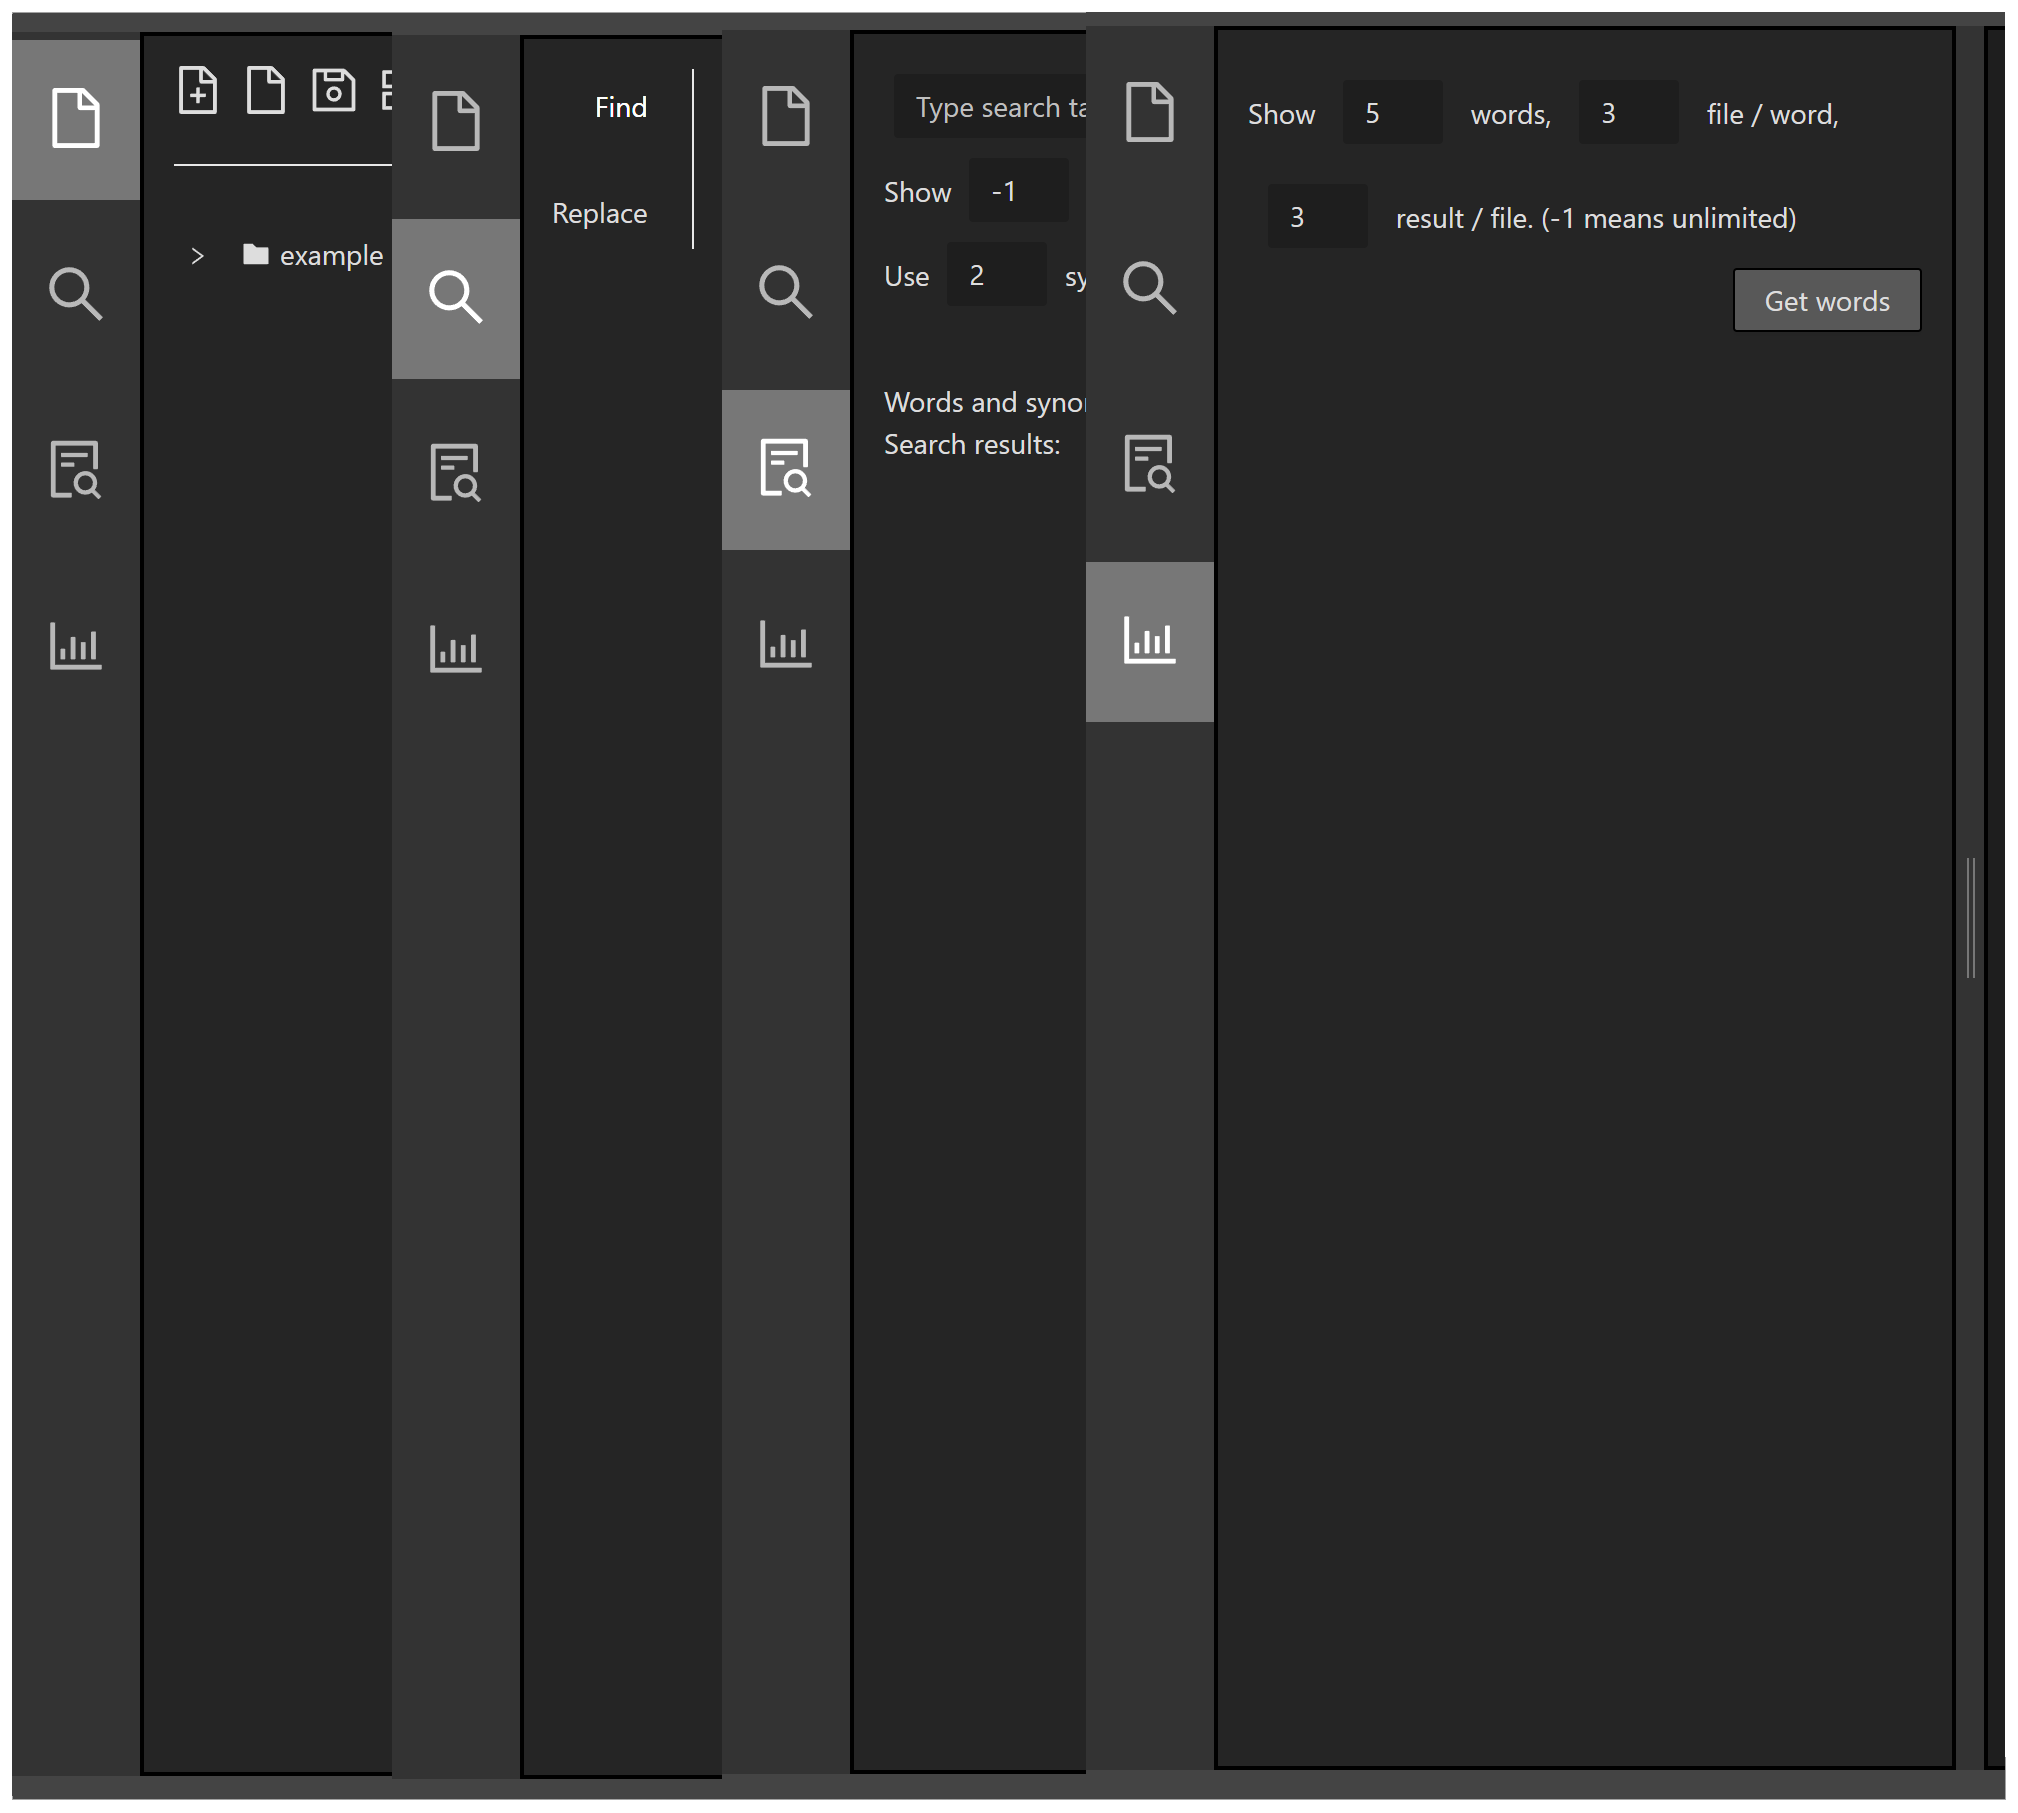 example
Find
Replace
Type search ta
Show -1
Use 2 sy
Words and syno
Search results:
Show 5 words, 3 file / word,
3 result / file. (-1 means unlimited)
Get words